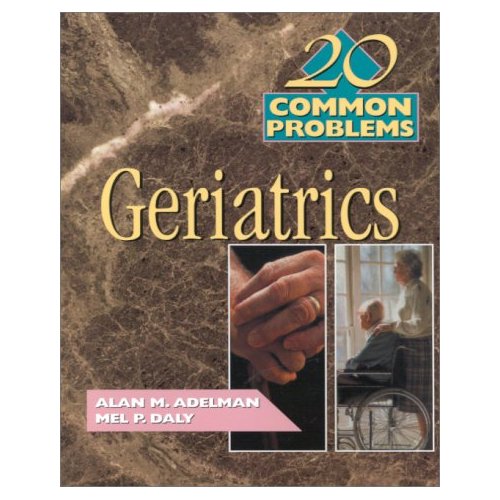 20
COMMON
PROBLEMS
Geriatrics
ALAN M. ADELMAN
MEL P. DALY